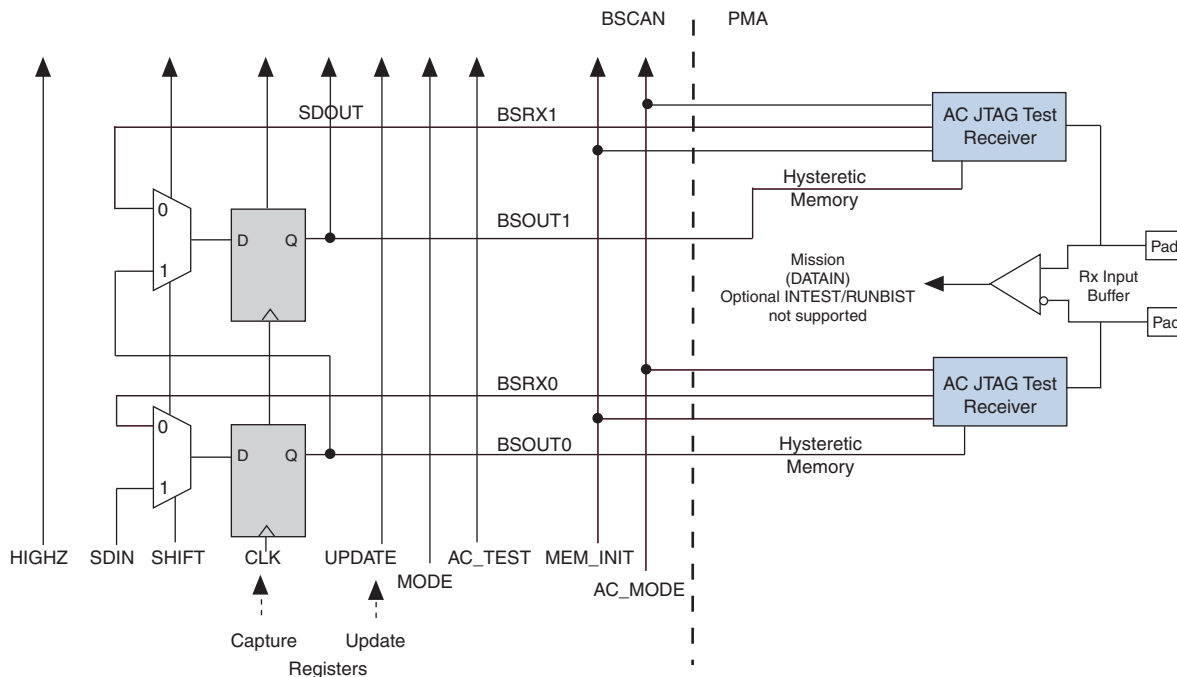 BSCAN
PMA
SDOUT
BSRX1
AC JTAG Test
Receiver
Hysteretic
Memory
0
1
D
Q
BSOUT1
Mission
(DATAIN)
Optional INTEST/RUNBIST
not supported
Rx Input
Buffer
Pad
Pad
BSRX0
AC JTAG Test
Receiver
0
1
D
Q
BSOUT0
Hysteretic
Memory
HIGHZ
SDIN
SHIFT
CLK
UPDATE
MODE
AC_TEST
MEM_INIT
AC_MODE
Capture
Update
Registers